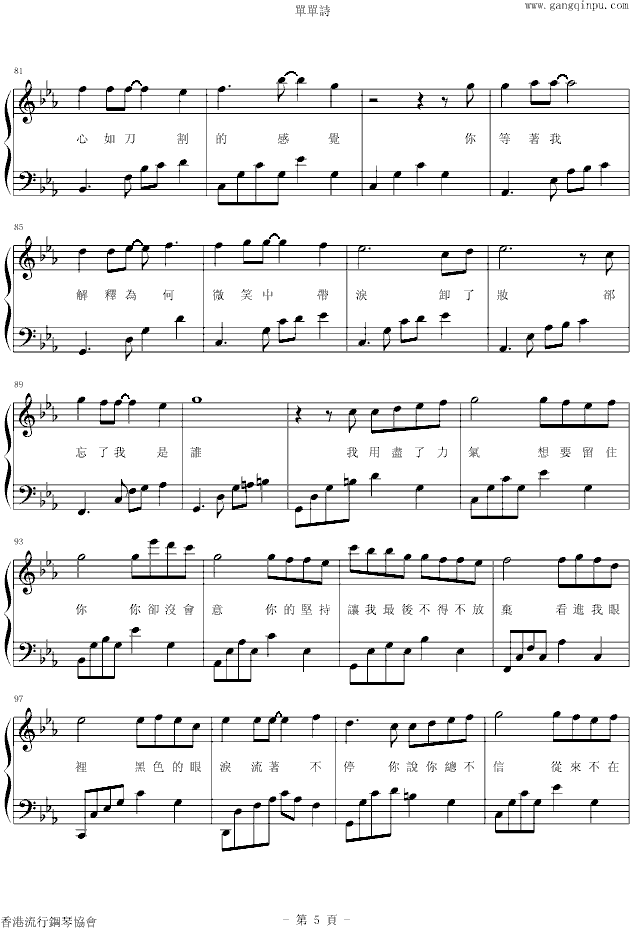 單單詩
www.gangqinpu.com
81
心如刀 割 的 感 覺 你 等著我
85
解釋為 何 微笑中 帶 淚 卸了 妝 卻
89
忘了我 是 誰 我用盡了力 氣 想要留住
93
你 你卻沒會 意 你的堅持 讓我最後不得不放 棄 看進我眼
97
裡 黑色的眼 淚 流著 不 停 你說你總不 信 從來不在
香港流行鋼琴協會
- 第 5 頁 -